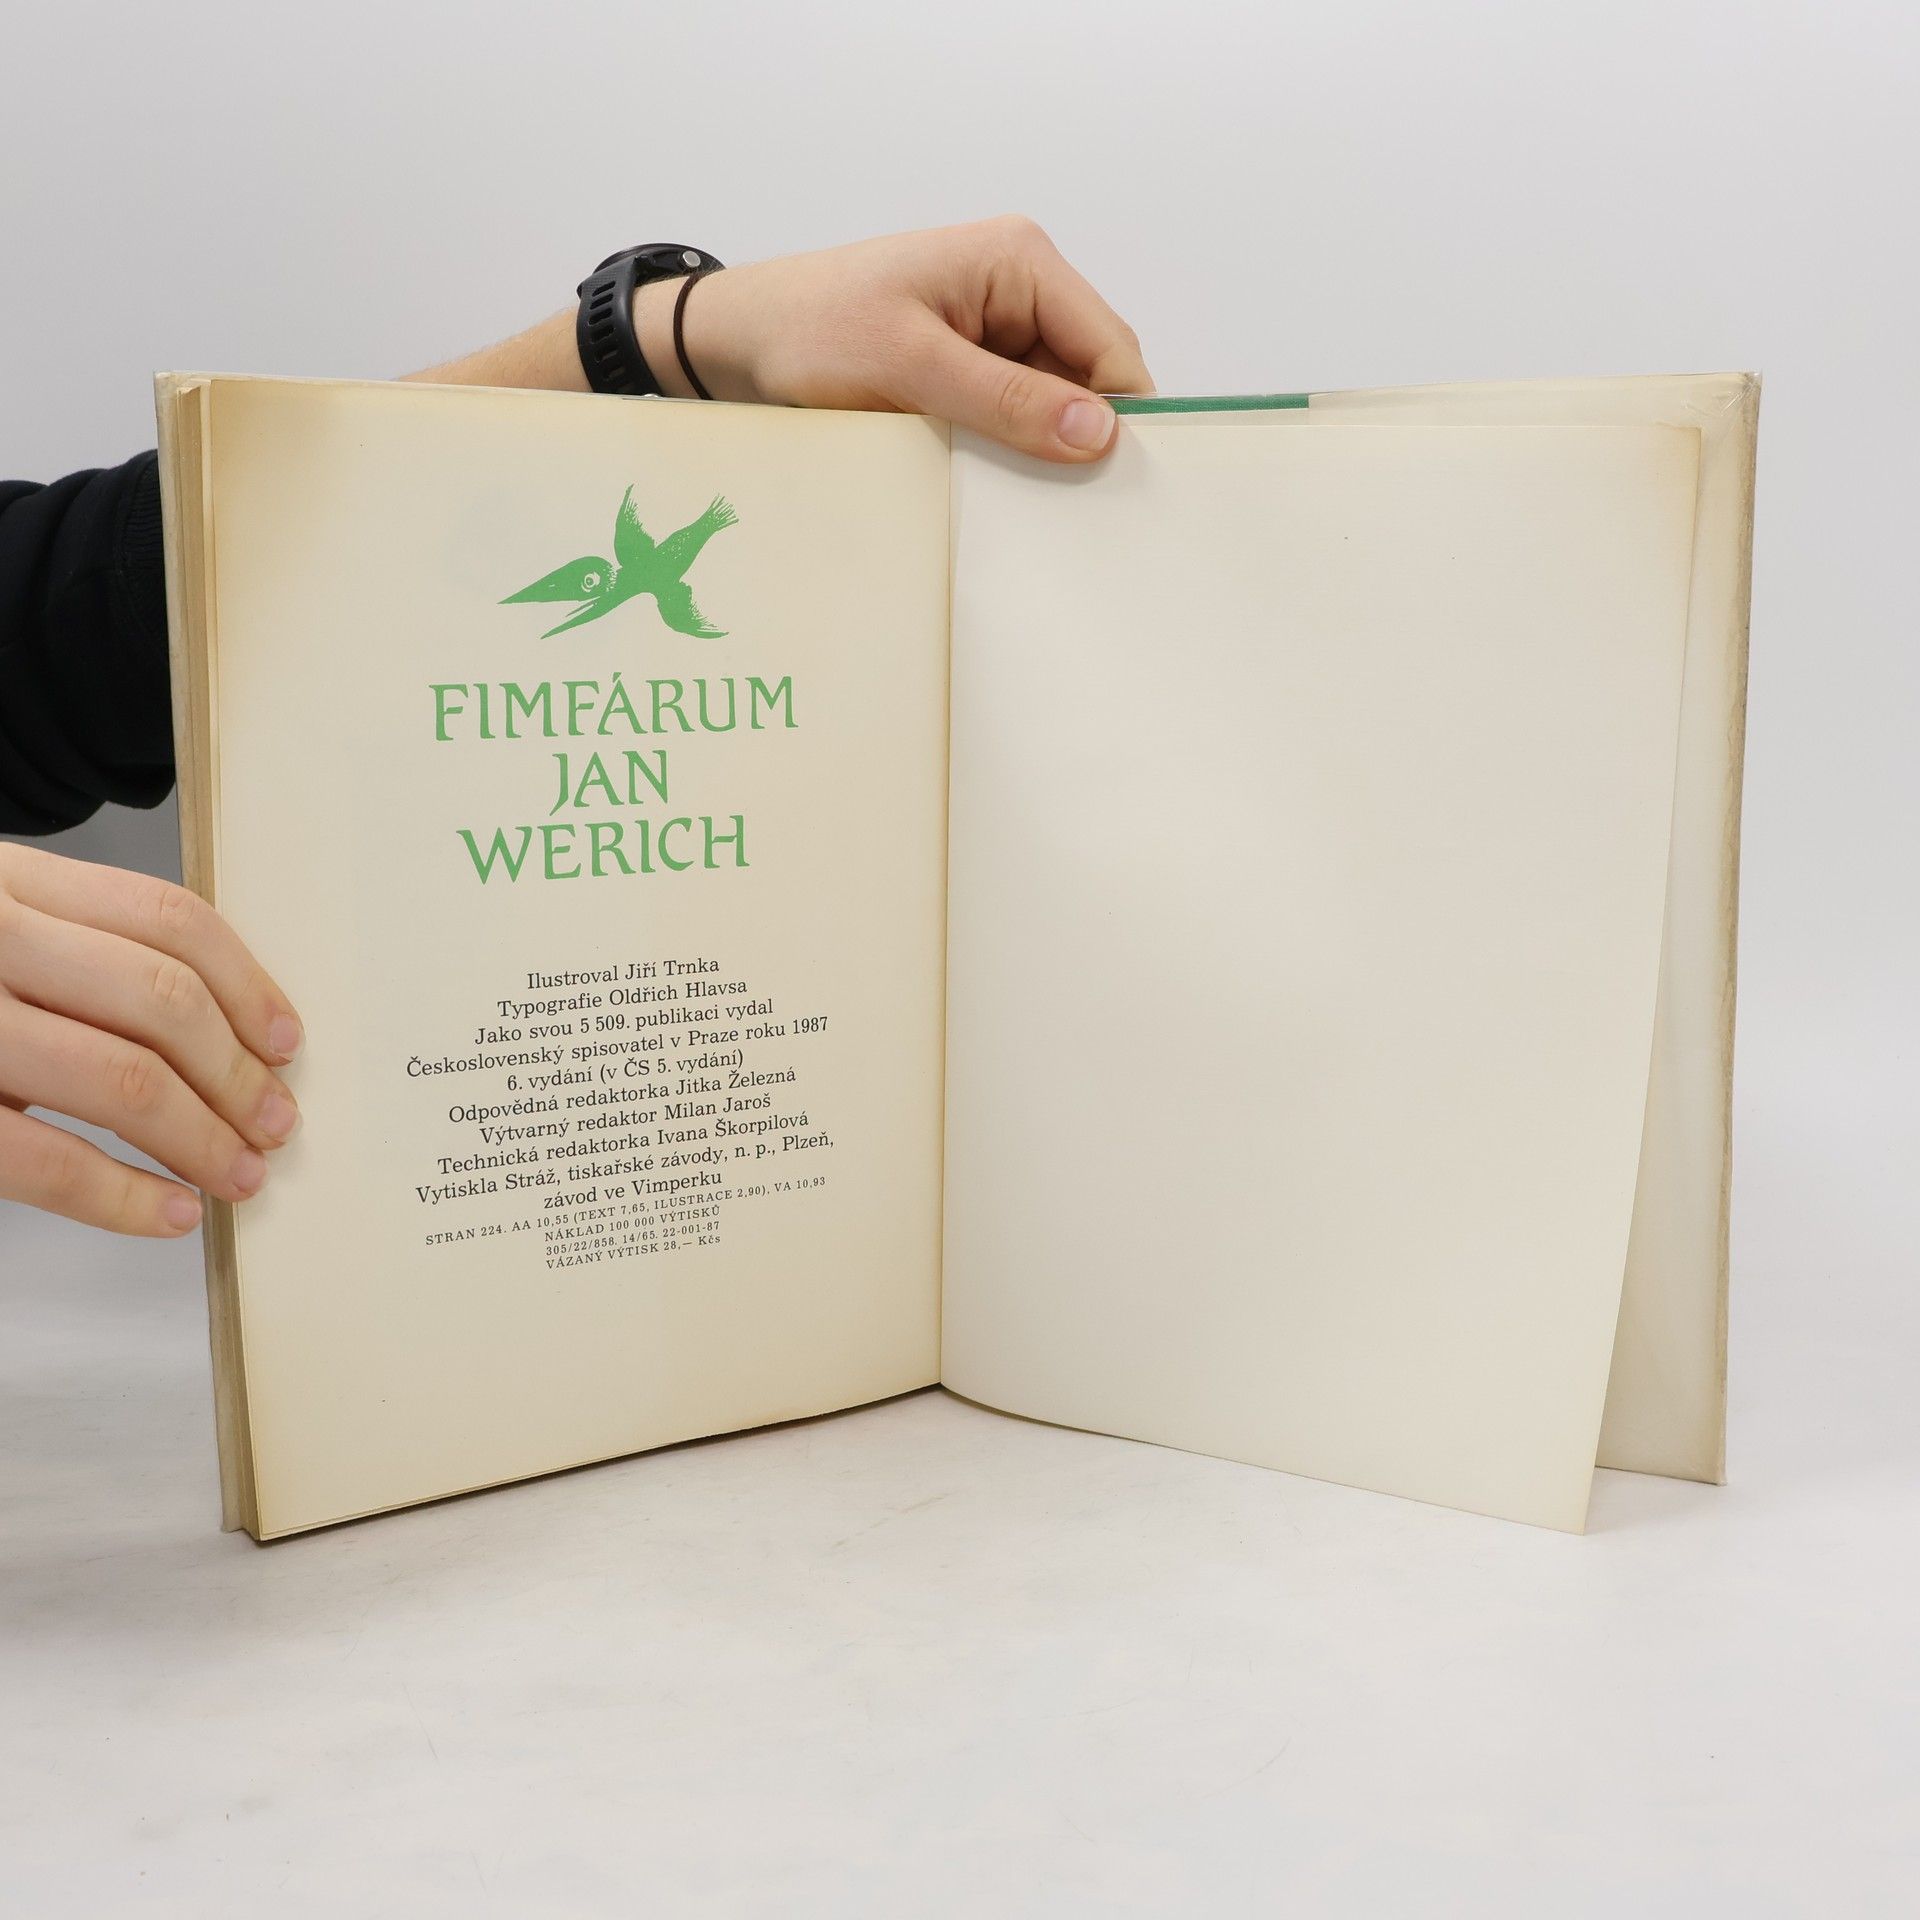 FIMFÁRUM
JAN
WERICH
Ilustroval Jiří Trnka
Typografie Oldřich Hlavsa
Jako svou 5 509. publikaci vydal
Československý spisovatel v Praze roku 1987
6. vydání (v ČS 5. vydání)
Odpovědná redaktorka Jitka Železná
Výtvarný redaktor Milan Jaroš
Technická redaktorka Ivana Škorpilová
Vytiskla Stráž, tiskařské závody, n. p., Plzeň,
závod ve Vimperku
STRAN 224. AA 10,55 (TEXT 7,65, ILUSTRACE 2,90), VA 10,93
NÁKLAD 100 000 VÝTISKŮ
305/22/858. 14/65. 22-001-87
VÁZANÝ VÝTISK 28,— Kčs